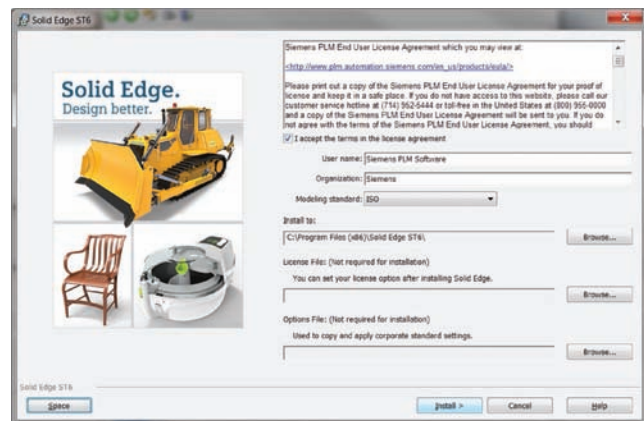 Solid Edge ST6
Solid Edge.
Design better.
Siemens PLM End User License Agreement which you may view at:
<http://www.plm.automation.siemens.com/en_us/products/eula/>
Please print out a copy of the Siemens PLM End User License Agreement for your proof of
license and keep it in a safe place. If you do not have access to this website, please call our
customer service hotline at (714) 952-5444 or toll-free in the United States at (800) 955-0000
and a copy of the Siemens PLM End User License Agreement will be sent to you. If you do
not agree with the terms of the Siemens PLM End User License Agreement, you should
I accept the terms in the license agreement
User name: Siemens PLM Software
Organization: Siemens
Modeling standard: ISO
Install to:
C:\Program Files (x86)\Solid Edge ST6\ Browse...
License File: (Not required for installation)
You can set your license option after installing Solid Edge.
Browse...
Options File: (Not required for installation)
Used to copy and apply corporate standard settings.
Browse...
Solid Edge ST6
Space Install > Cancel Help